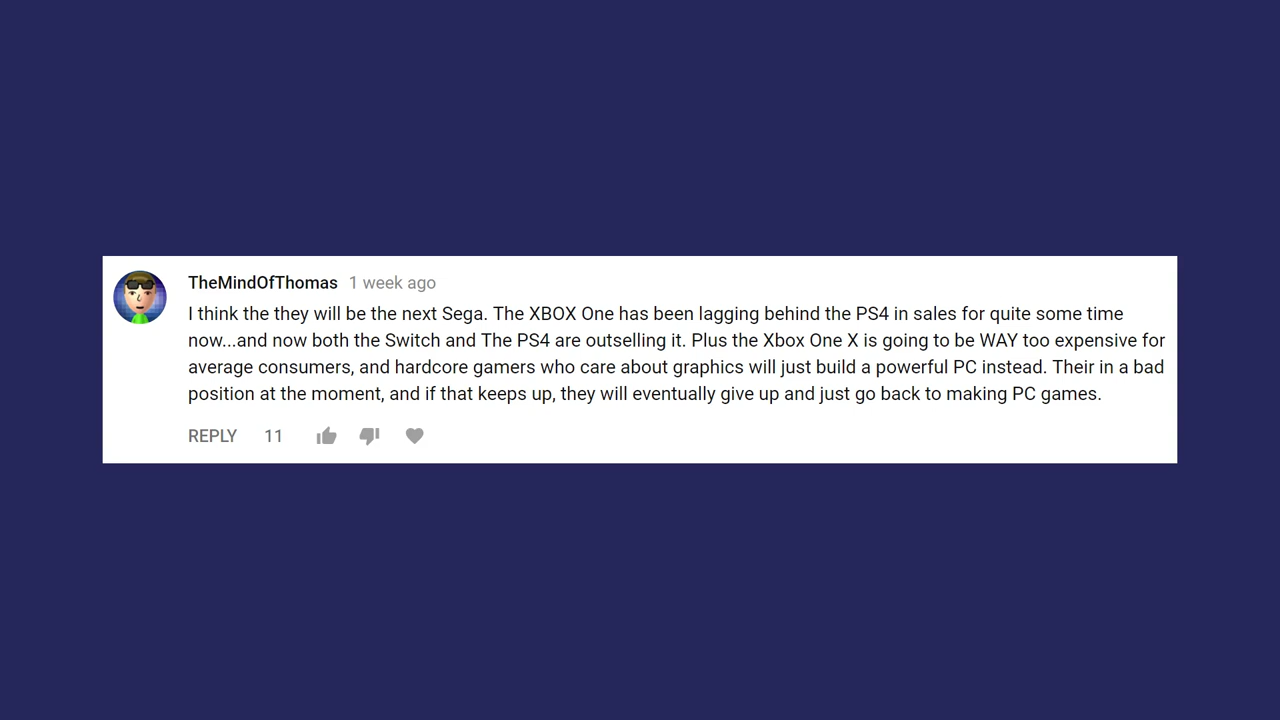 TheMindOfThomas 1 week ago
I think the they will be the next Sega. The XBOX One has been lagging behind the PS4 in sales for quite some time
now...and now both the Switch and The PS4 are outselling it. Plus the Xbox One X is going to be WAY too expensive for
average consumers, and hardcore gamers who care about graphics will just build a powerful PC instead. Their in a bad
position at the moment, and if that keeps up, they will eventually give up and just go back to making PC games.
REPLY 11